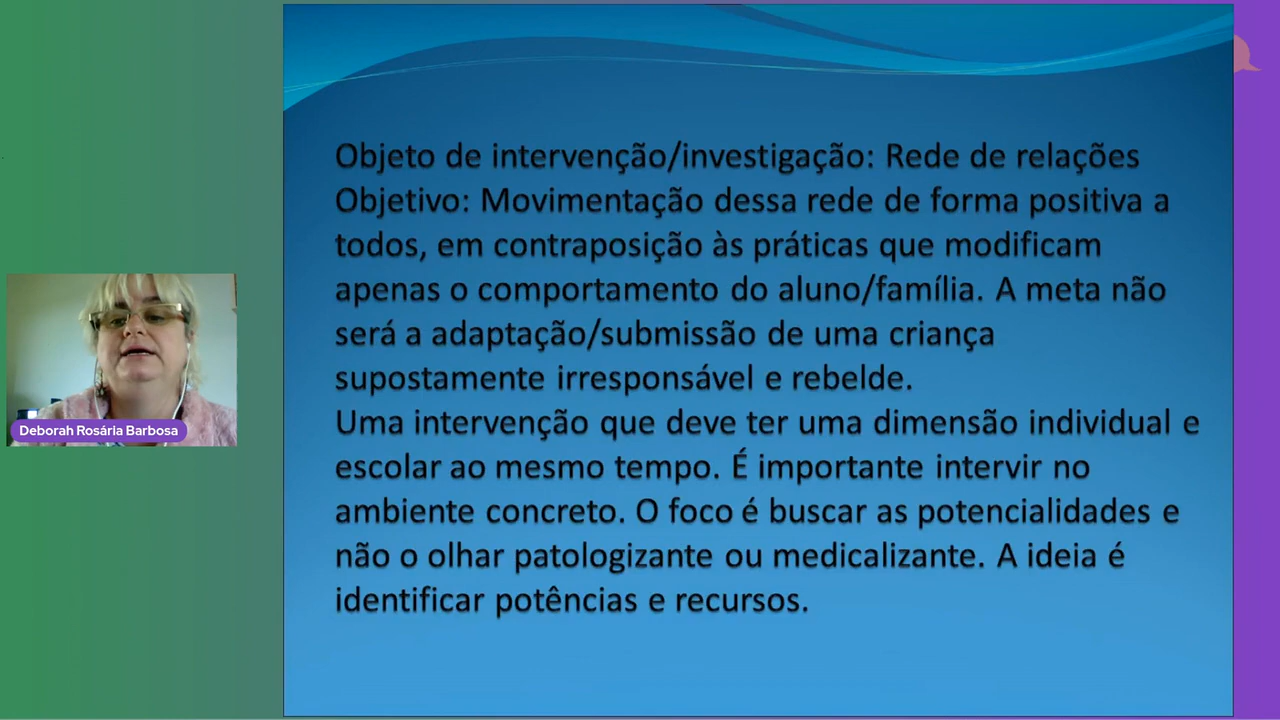 Objeto de intervenção/investigação: Rede de relações
Objetivo: Movimentação dessa rede de forma positiva a
todos, em contraposição às práticas que modificam
apenas o comportamento do aluno/família. A meta não
será a adaptação/submissão de uma criança
supostamente irresponsável e rebelde.
Uma intervenção que deve ter uma dimensão individual e
escolar ao mesmo tempo. É importante intervir no
ambiente concreto. O foco é buscar as potencialidades e
não o olhar patologizante ou medicalizante. A ideia é
identificar potências e recursos.
Deborah Rosária Barbosa